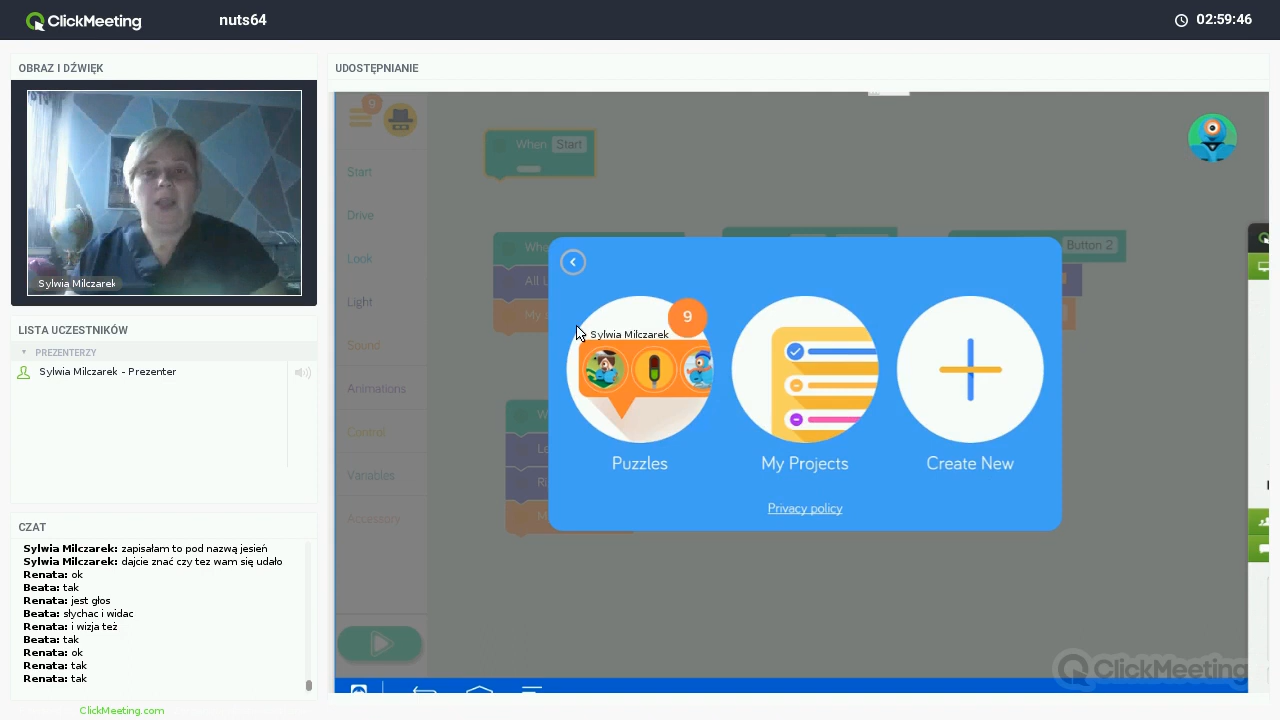 ClickMeeting
nuts64
02:59:46
OBRAZ I DŹWIĘK
Sylwia Milczarek
LISTA UCZESTNIKÓW
PREZENTERZY
Sylwia Milczarek - Prezenter
CZAT
Sylwia Milczarek: zapisałam to pod nazwą jesień
Sylwia Milczarek: dajcie znać czy tez wam się udało
Renata: ok
Beata: tak
Renata: jest głos
Beata: słychac i widac
Renata: i wizja też
Beata: tak
Renata: ok
Renata: tak
Renata: tak
ClickMeeting.com
UDOSTĘPNIANIE
9
When Start
Start
Drive
Look
Light
Sound
Animations
Control
Variables
Accessory
Button 2
9
Sylwia Milczarek
Puzzles
My Projects
Create New
Privacy policy
ClickMeeting